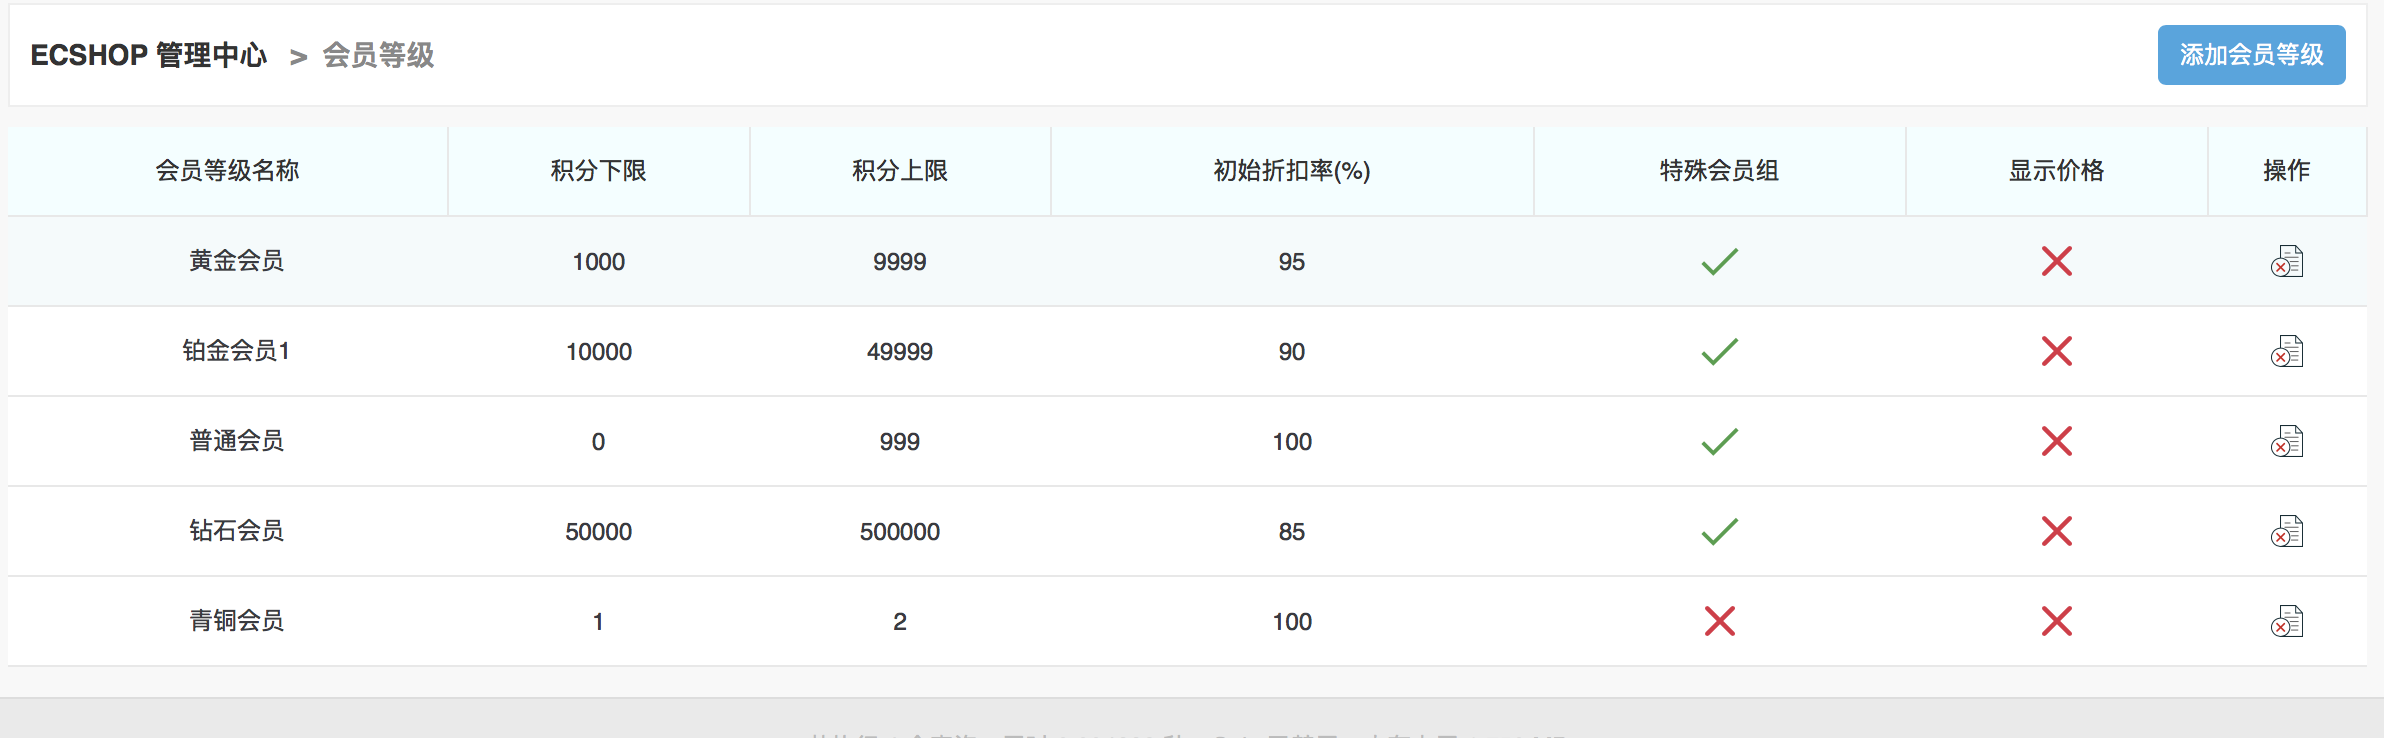 ECSHOP 管理中心 > 会员等级
添加会员等级
会员等级名称 积分下限 积分上限 初始折扣率(%) 特殊会员组 显示价格 操作
黄金会员 1000 9999 95
铂金会员1 10000 49999 90
普通会员 0 999 100
钻石会员 50000 500000 85
青铜会员 1 2 100